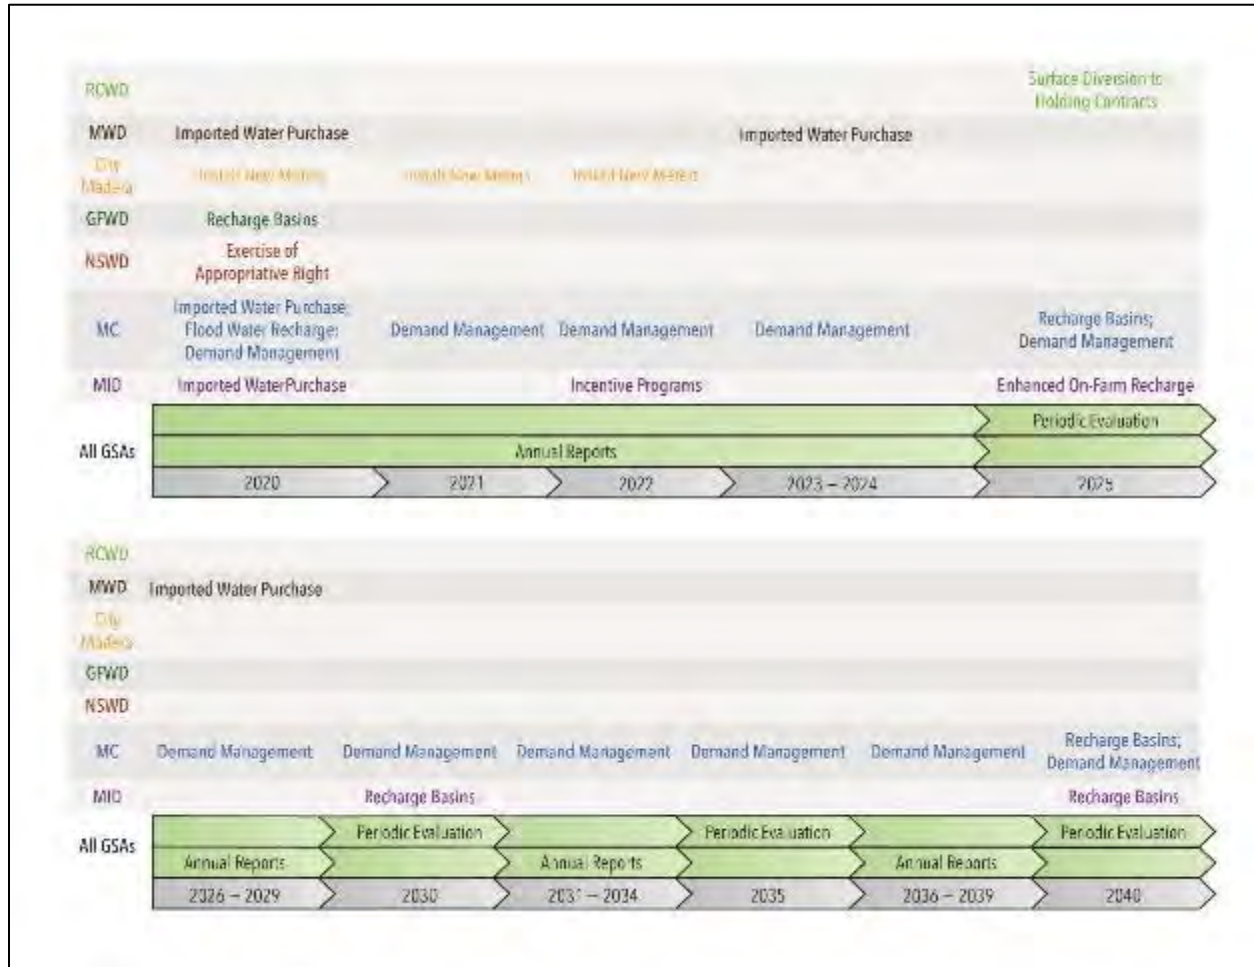 RCWD
Surface Diversion to
Holding Contracts
MWD Imported Water Purchase Imported Water Purchase
City
Madera
Install New Meters Install New Meters Install New Meters
GFWD Recharge Basins
NSWD
Exercise of
Appropriative Right
MC
Imported Water Purchase;
Flood Water Recharge;
Demand Management
Demand Management Demand Management Demand Management
Recharge Basins;
Demand Management
MID Imported Water Purchase Incentive Programs Enhanced On-Farm Recharge
All GSAs
Periodic Evaluation
Annual Reports
2020 2021 2022 2023 – 2024 2025
RCWD
MWD Imported Water Purchase
City
Madera
GFWD
NSWD
MC Demand Management Demand Management Demand Management Demand Management Demand Management
Recharge Basins;
Demand Management
MID Recharge Basins Recharge Basins
All GSAs
Periodic Evaluation Periodic Evaluation Periodic Evaluation
Annual Reports Annual Reports Annual Reports
2026 – 2029 2030 2031 – 2034 2035 2036 – 2039 2040